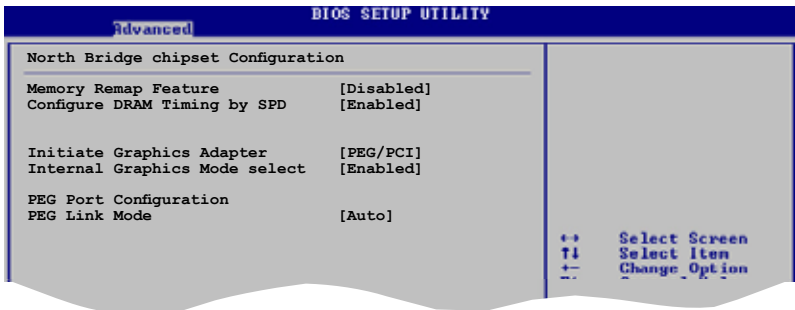 BIOS SETUP UTILITY
Advanced
North Bridge chipset Configuration
Memory Remap Feature [Disabled]
Configure DRAM Timing by SPD [Enabled]
Initiate Graphics Adapter [PEG/PCI]
Internal Graphics Mode select [Enabled]
PEG Port Configuration
PEG Link Mode [Auto]
↔ Select Screen
↑↓ Select Item
+- Change Option